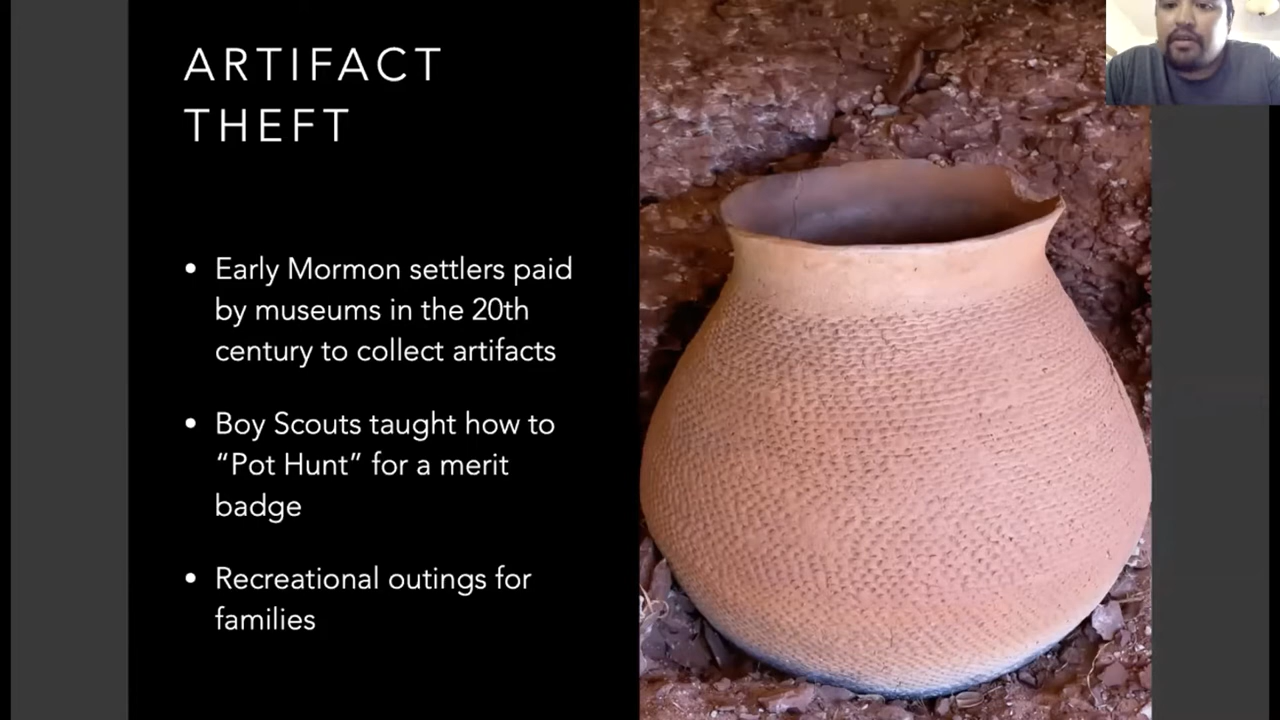 ARTIFACT
THEFT
• Early Mormon settlers paid
by museums in the 20th
century to collect artifacts
• Boy Scouts taught how to
“Pot Hunt” for a merit
badge
• Recreational outings for
families